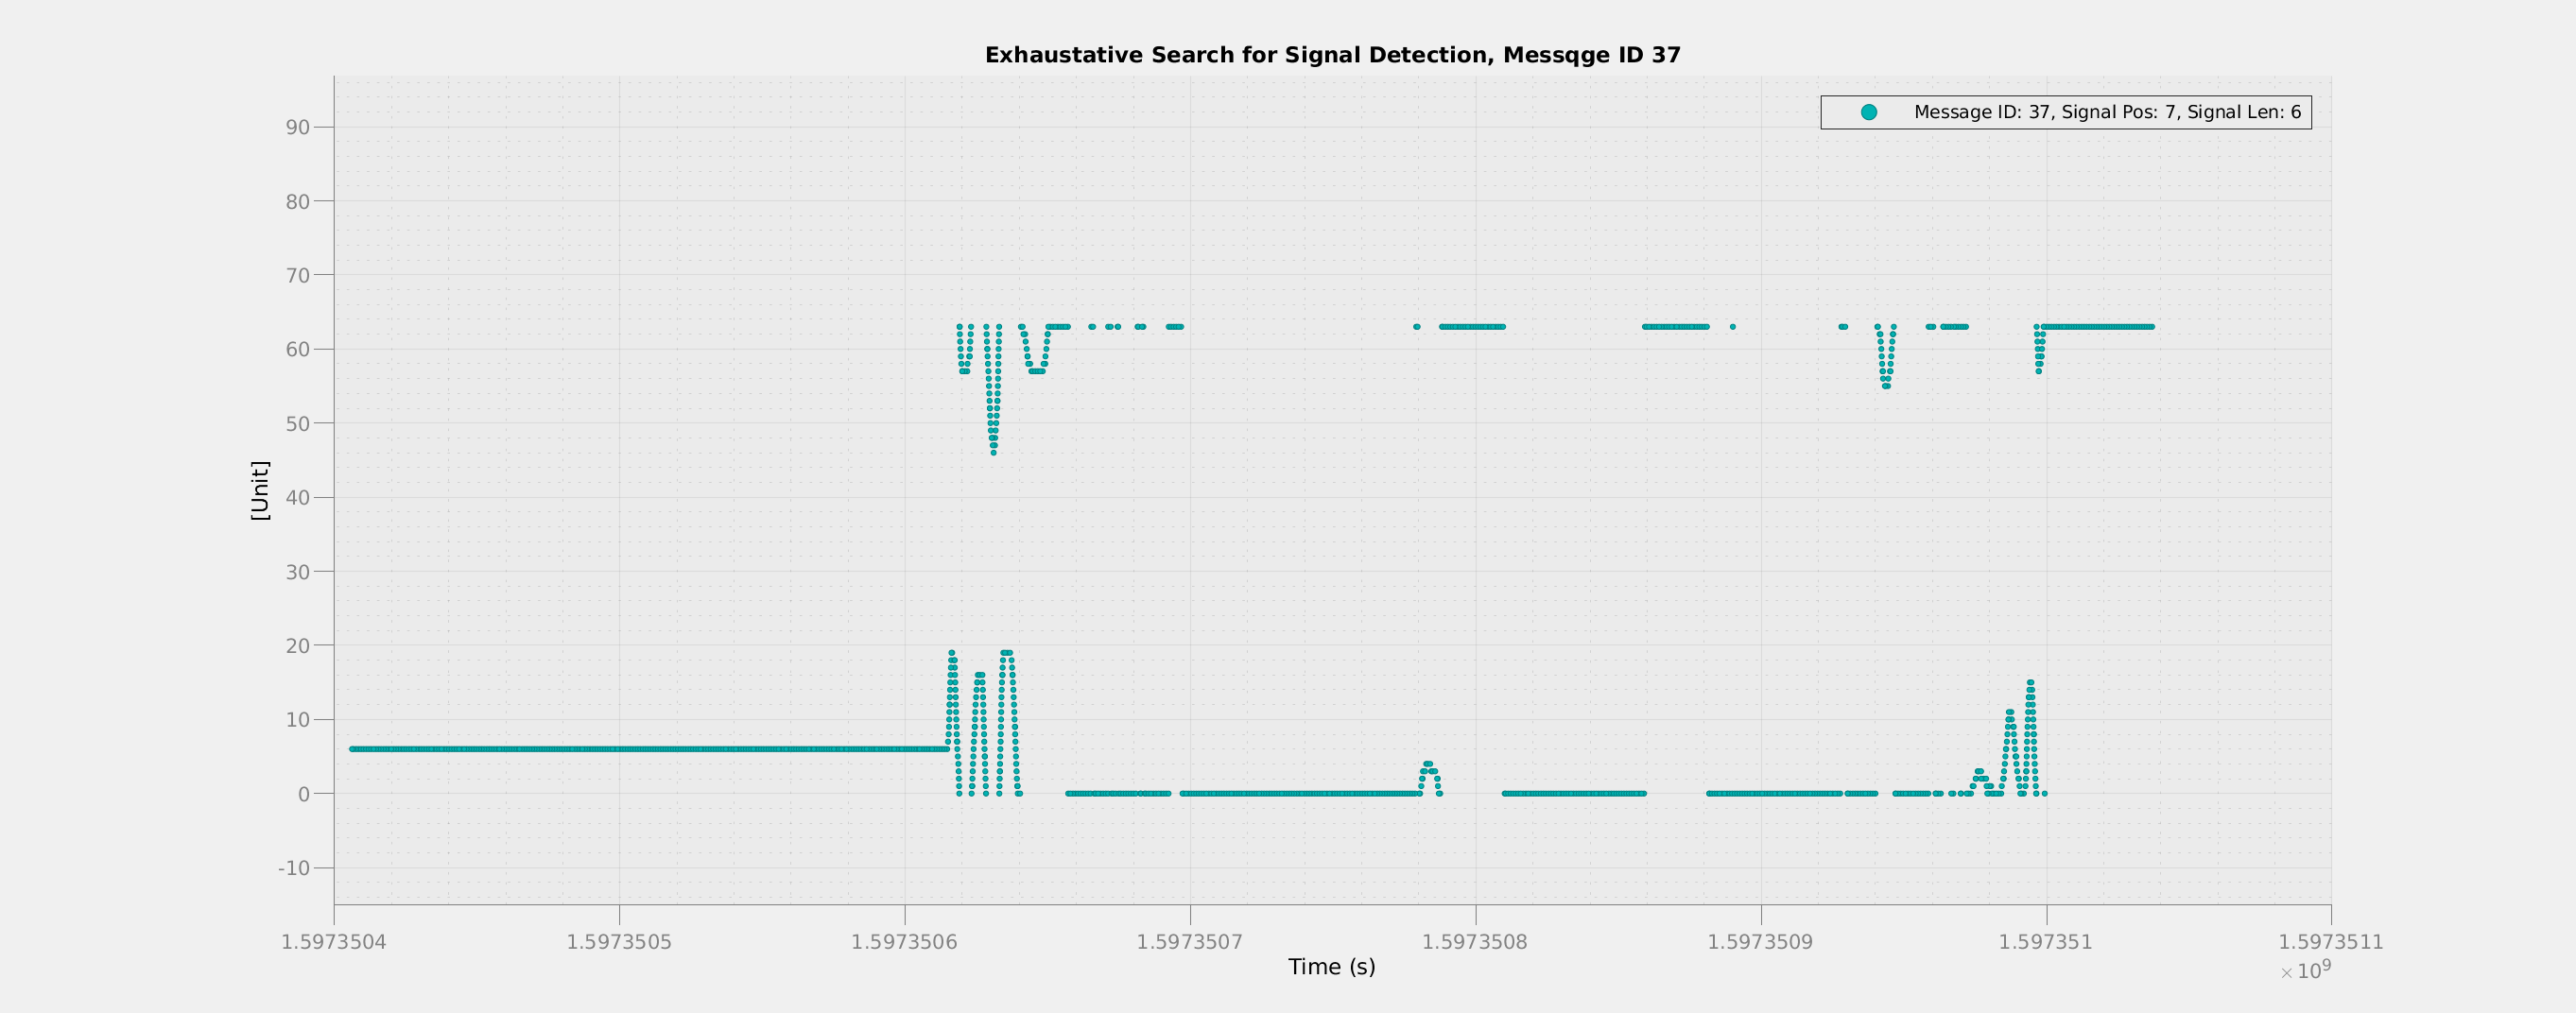 Exhaustative Search for Signal Detection, Messqge ID 37
Message ID: 37, Signal Pos: 7, Signal Len: 6
90
80
70
60
50
40
30
20
10
0
-10
[Unit]
1.5973504 1.5973505 1.5973506 1.5973507 1.5973508 1.5973509 1.597351 1.5973511
Time (s)
×10⁹